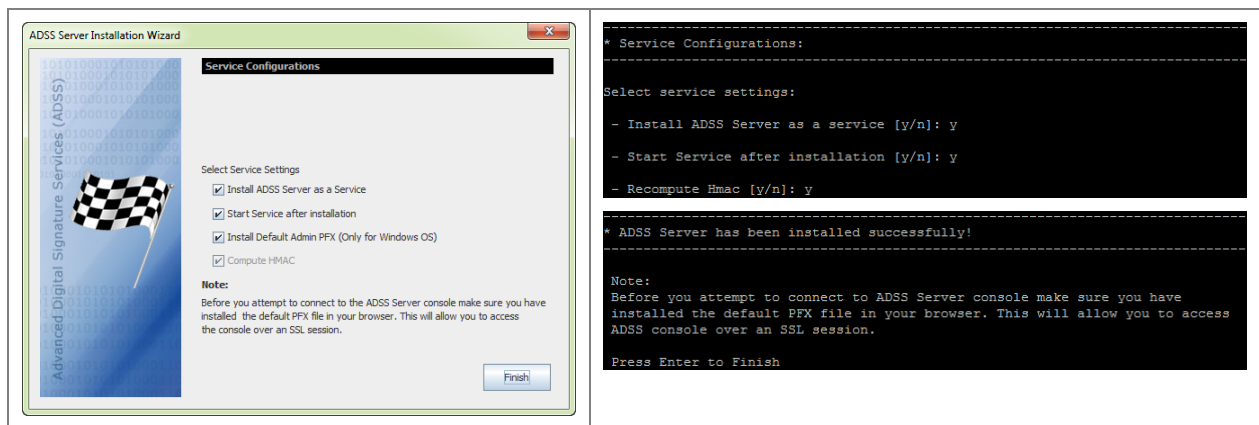 ADSS Server Installation Wizard
Advanced Digital Signature Services (ADSS)
Service Configurations
Select Service Settings
Install ADSS Server as a Service
Start Service after installation
Install Default Admin PFX (Only for Windows OS)
Compute HMAC
Note:
Before you attempt to connect to the ADSS Server console make sure you have
installed the default PFX file in your browser. This will allow you to access
the console over an SSL session.
Finish
* Service Configurations:
Select service settings:
- Install ADSS Server as a service [y/n]: y
- Start Service after installation [y/n]: y
- Recompute Hmac [y/n]: y
* ADSS Server has been installed successfully!
Note:
Before you attempt to connect to ADSS Server console make sure you have
installed the default PFX file in your browser. This will allow you to access
ADSS console over an SSL session.
Press Enter to Finish